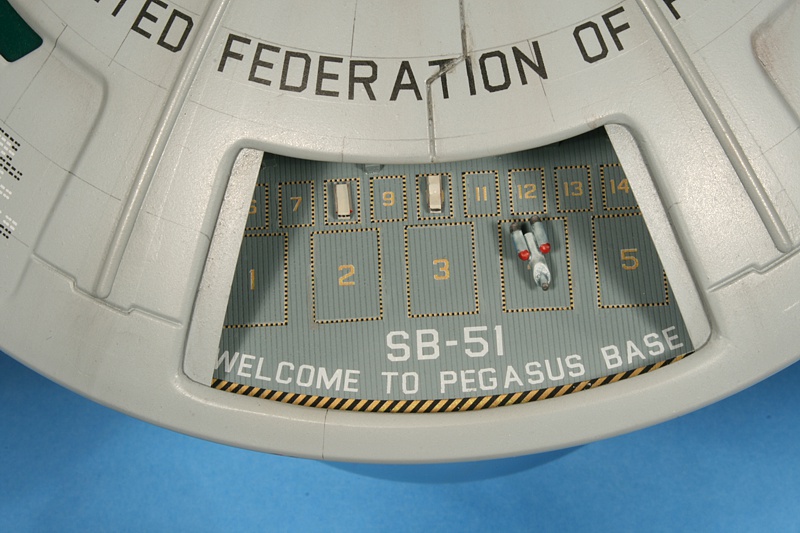 FEDERATION OF
7 9 11 12 13 14
1 2 3 5
SB-51
WELCOME TO PEGASUS BASE